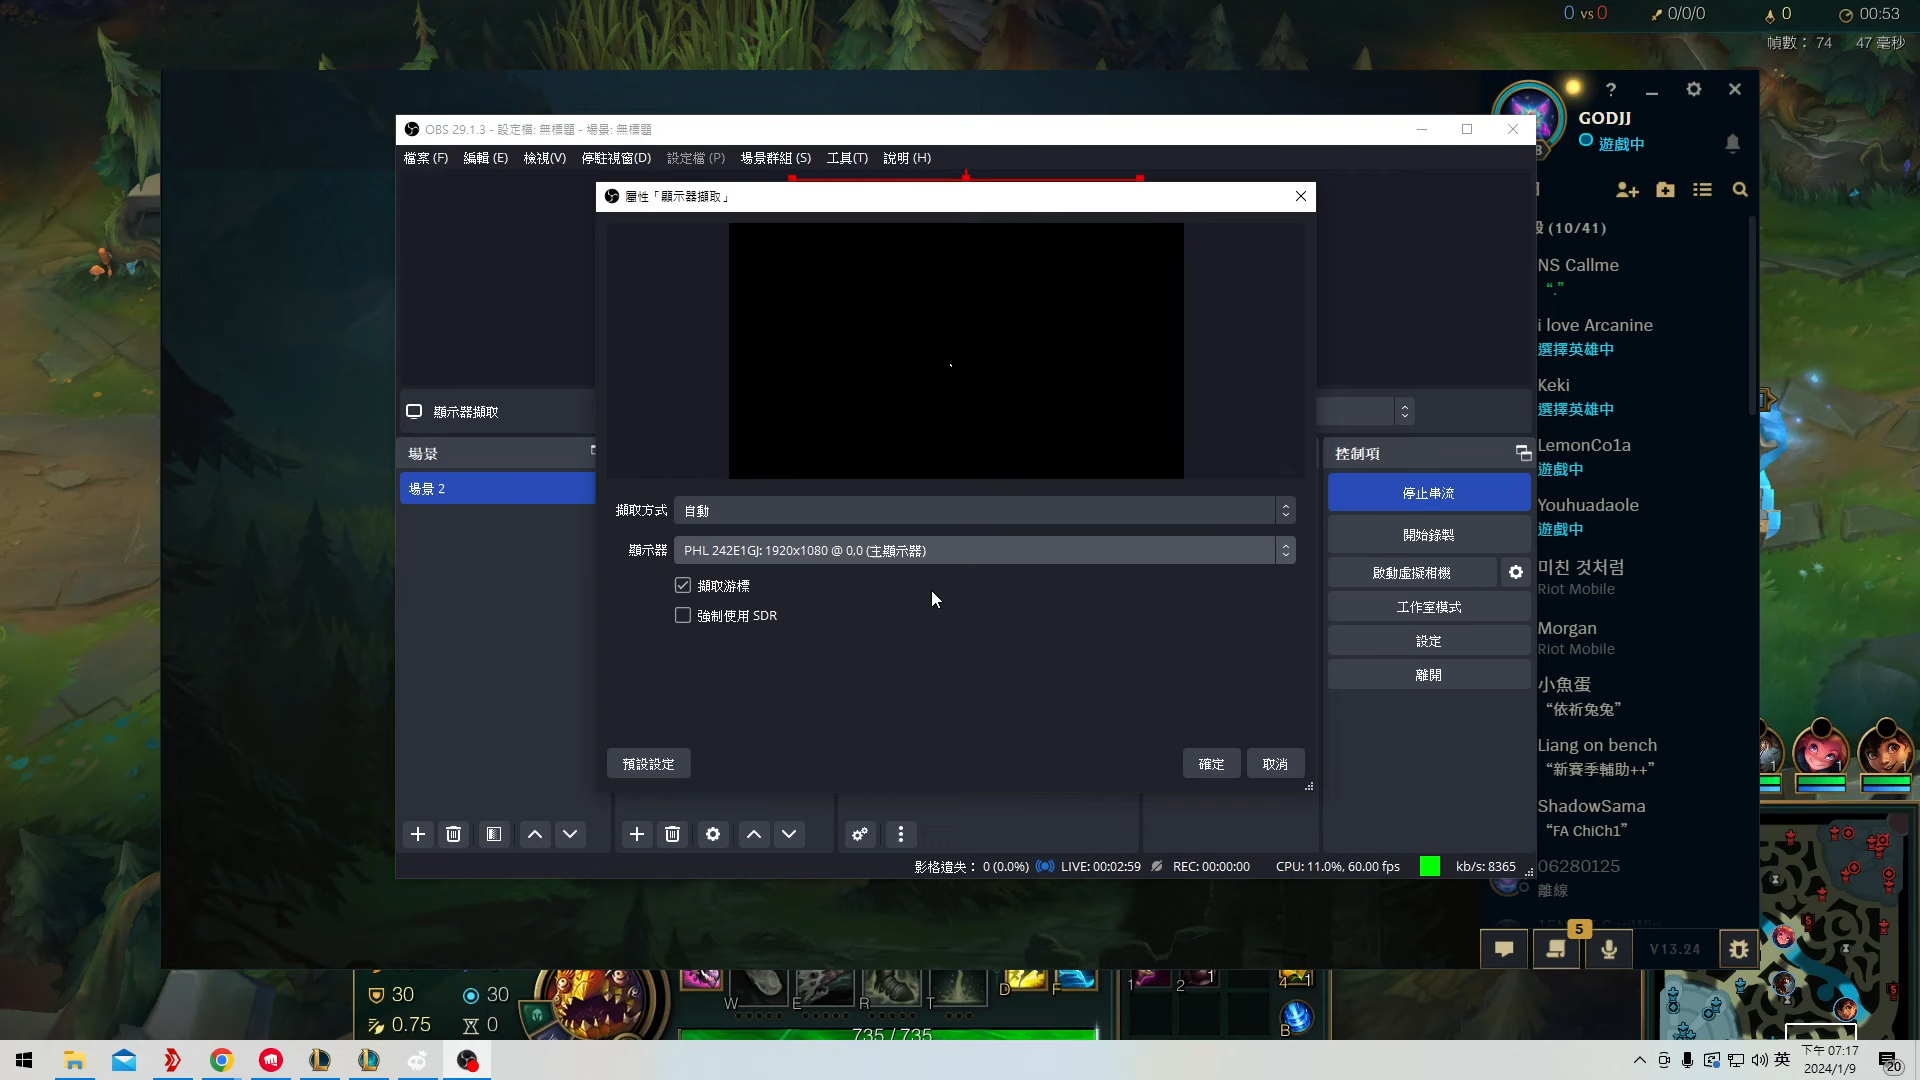 0 vs 0
0/0/0
0
00:53
幀數： 74
47 毫秒
?
GODJJ
遊戲中
OBS 29.1.3 - 設定檔: 無標題 - 場景: 無標題
檔案 (F)
編輯 (E)
檢視(V)
停駐視窗(D)
設定檔 (P)
場景群組 (S)
工具(T)
說明 (H)
屬性「顯示器擷取」
(10/41)
NS Callme
“.”
i love Arcanine
選擇英雄中
Keki
選擇英雄中
顯示器擷取
場景
控制項
LemonCo1a
遊戲中
場景 2
停止串流
Youhuadaole
遊戲中
擷取方式
自動
開始錄製
顯示器
PHL 242E1GJ: 1920x1080 @ 0,0 (主顯示器)
啟動虛擬相機
미친 것처럼
Riot Mobile
擷取游標
強制使用 SDR
工作室模式
Morgan
Riot Mobile
設定
離開
小魚蛋
“依祈兔兔”
Liang on bench
“新賽季輔助++”
預設設定
確定
取消
ShadowSama
“FA ChiCh1”
影格遺失： 0 (0.0%)
LIVE: 00:02:59
REC: 00:00:00
CPU: 11.0%, 60.00 fps
kb/s: 8365
06280125
離線
5
V13.24
30
30
0.75
0
W
E
R
T
D
F
1
2
1
4
1
B
735 / 735
1
1
英
下午 07:17
2024/1/9
20